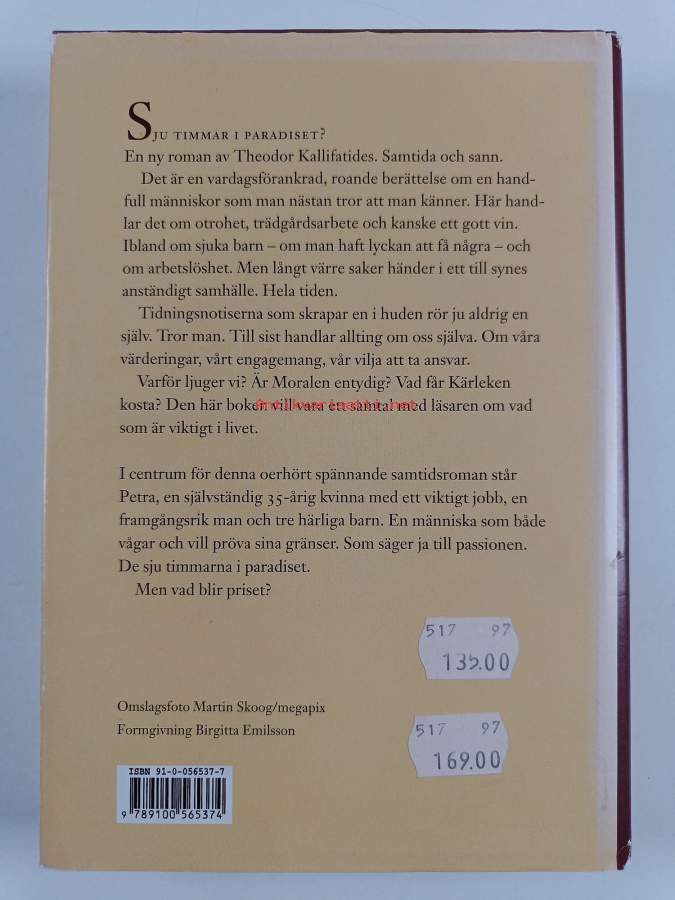 SJU TIMMAR I PARADISET?
En ny roman av Theodor Kallifatides. Samtida och sann.
Det är en vardagsförankrad, roande berättelse om en hand-
full människor som man nästan tror att man känner. Här hand-
lar det om otrohet, trädgårdsarbete och kanske ett gott vin.
Ibland om sjuka barn – om man haft lyckan att få några – och
om arbetslöshet. Men långt värre saker händer i ett till synes
anständigt samhälle. Hela tiden.
Tidningsnotiserna som skrapar en i huden rör ju aldrig en
själv. Tror man. Till sist handlar allting om oss själva. Om våra
värderingar, vårt engagemang, vår vilja att ta ansvar.
Varför ljuger vi? Är Moralen entydig? Vad får Kärleken
kosta? Den här boken vill vara ett samtal med läsaren om vad
antikvariaatti.net
som är viktigt i livet.
I centrum för denna oerhört spännande samtidsroman står
Petra, en självständig 35-årig kvinna med ett viktigt jobb, en
framgångsrik man och tre härliga barn. En människa som både
vågar och vill pröva sina gränser. Som säger ja till passionen.
De sju timmarna i paradiset.
Men vad blir priset?
517 97
135.00
Omslagsfoto Martin Skoog/megapix
Formgivning Birgitta Emilsson
517 97
169.00
ISBN 91-0-056537-7
9 789100 565374